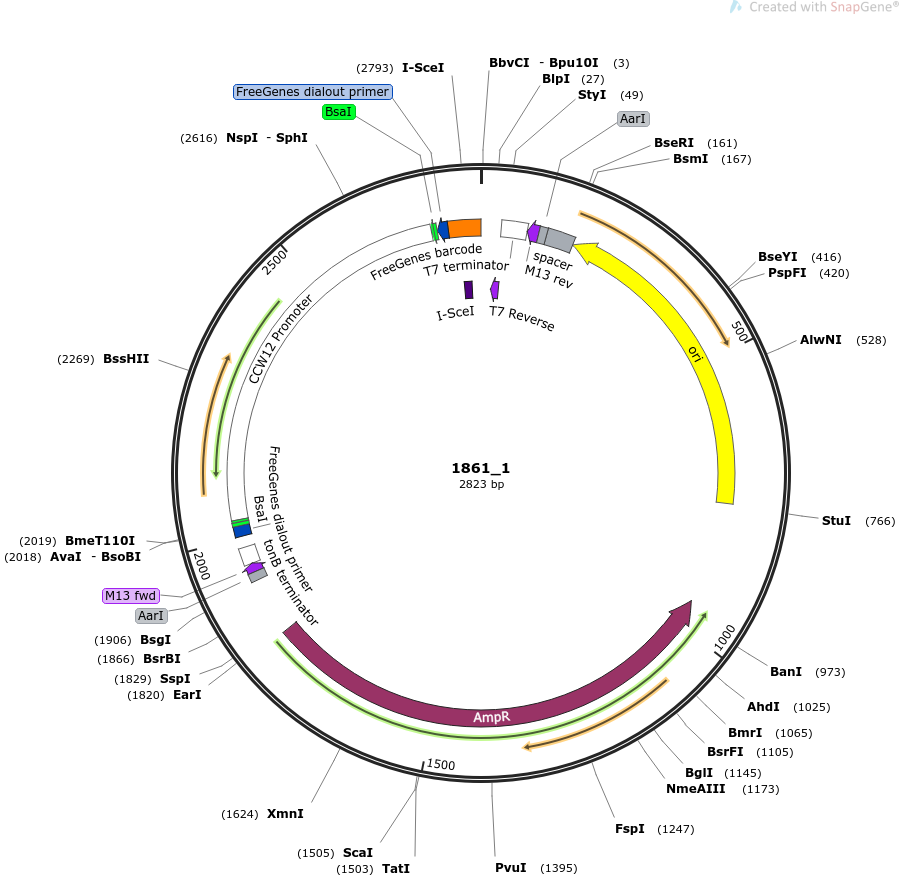 Created with SnapGene®
(2793) I-SceI
BbvCI - Bpu10I (3)
BlpI (27)
StyI (49)
FreeGenes dialout primer
BsaI
AarI
(2616) NspI - SphI
BseRI (161)
BsmI (167)
FreeGenes barcode
T7 terminator
spacer
M13 rev
I-SceI
T7 Reverse
BseYI (416)
PspFI (420)
2500
500
AlwNI (528)
ori
CCW12 Promoter
(2269) BssHII
1861_1
2823 bp
StuI (766)
FreeGenes dialout primer
BsaI
tonB terminator
(2019) BmeT110I
(2018) AvaI - BsoBI
2000
M13 fwd
AarI
(1906) BsgI
(1866) BsrBI
(1829) SspI
(1820) EarI
1000
BanI (973)
AhdI (1025)
BmrI (1065)
BsrFI (1105)
BglI (1145)
NmeAIII (1173)
AmpR
1500
(1624) XmnI
FspI (1247)
(1505) ScaI
(1503) TatI
PvuI (1395)